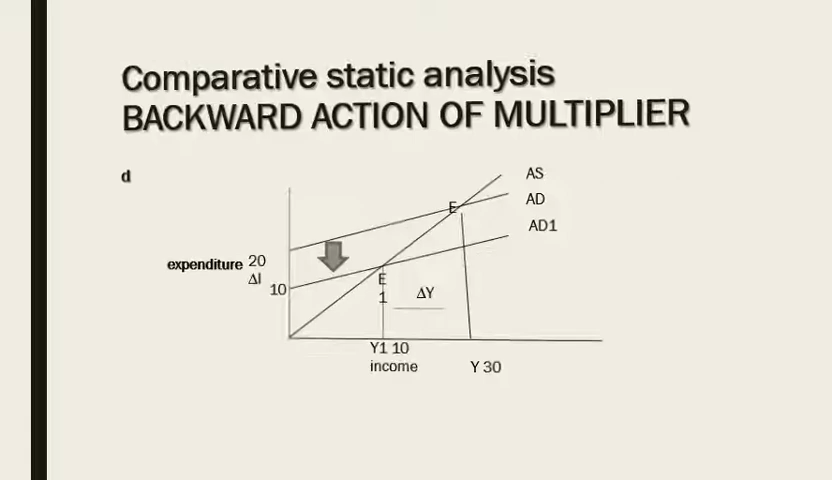 Comparative static analysis
BACKWARD ACTION OF MULTIPLIER
d
AS
E
AD
AD1
expenditure 20
ΔI
10
E
1
ΔY
Y1 10
income
Y 30